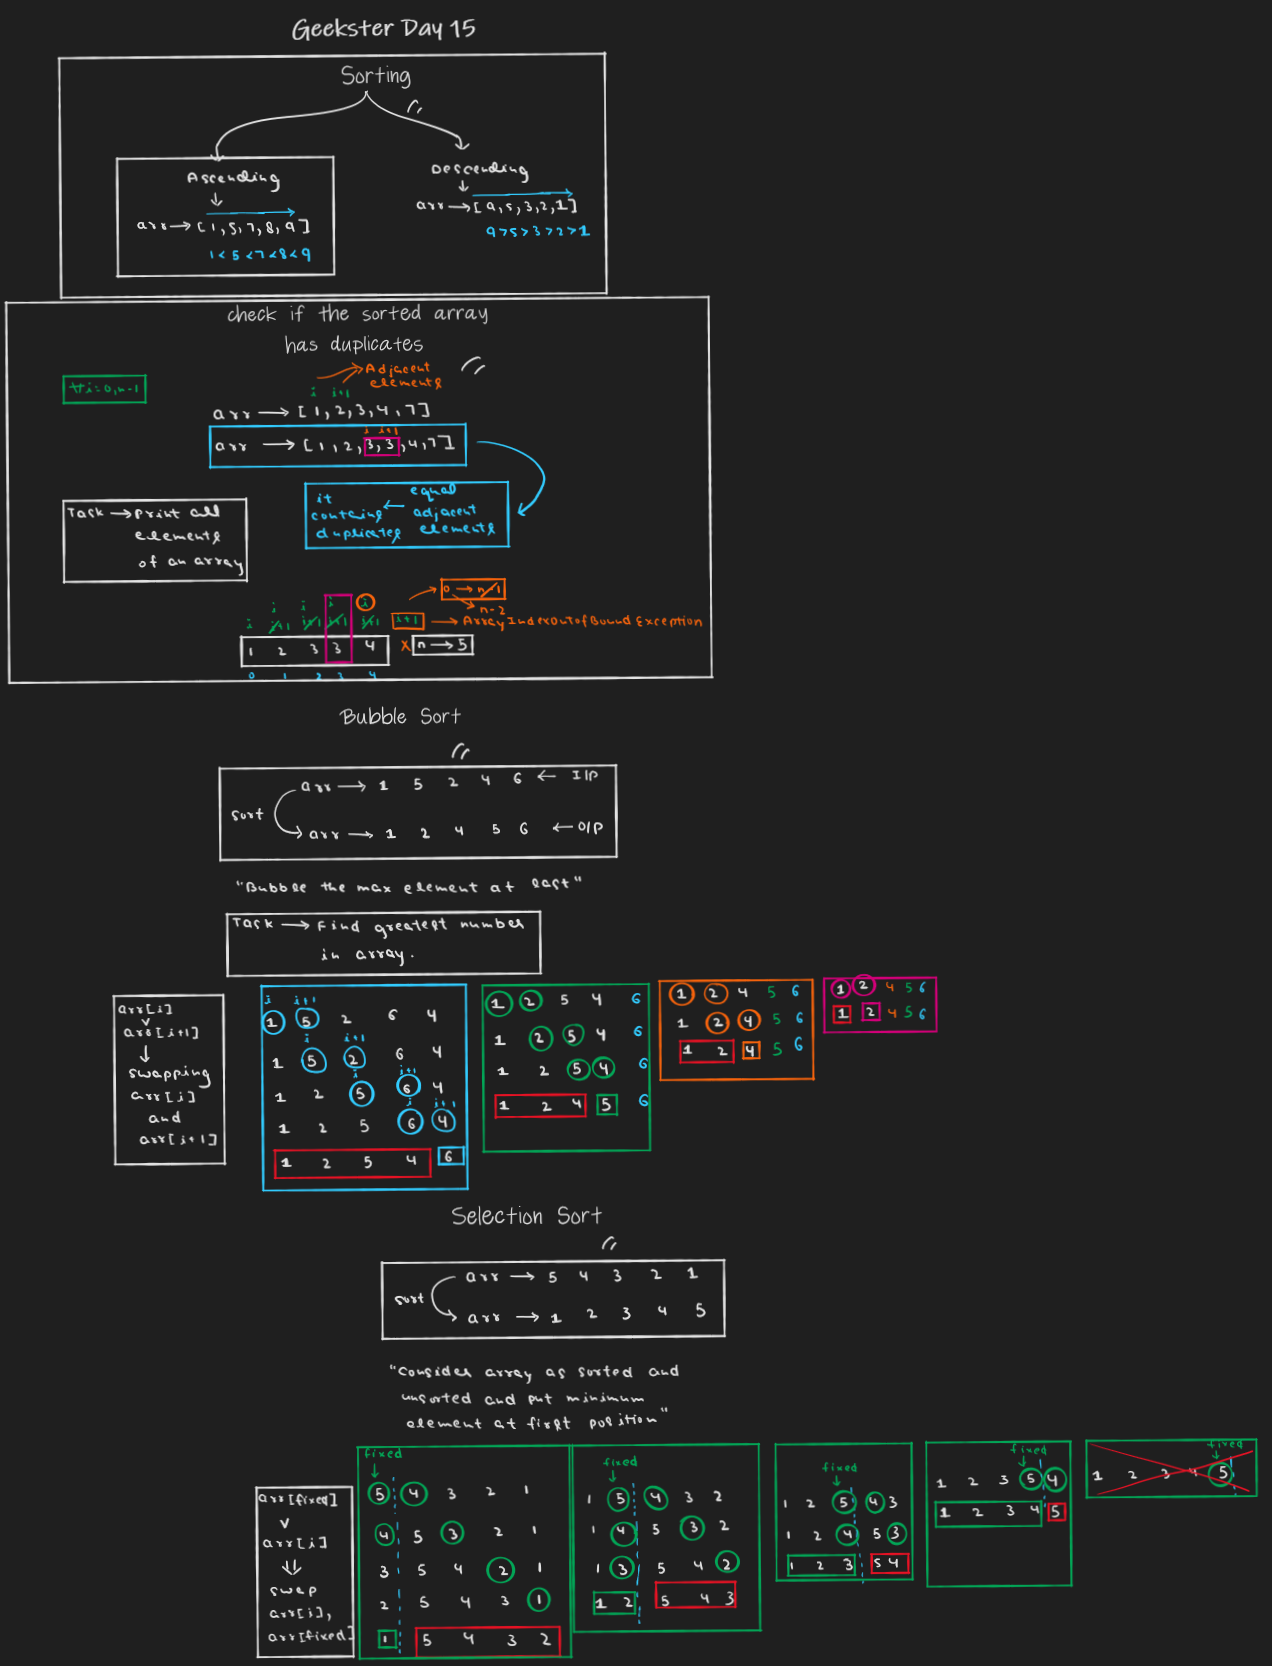 Geekster Day 15
Sorting
Ascending
arr → [1, 5, 7, 8, 9]
1 < 5 < 7 < 8 < 9
Descending
arr → [9, 5, 3, 2, 1]
9 > 5 > 3 > 2 > 1
check if the sorted array
has duplicates
∀ i = 0, n-1
Adjacent
elements
i i+1
arr → [1, 2, 3, 4, 7]
i i+1
arr → [1, 2, 3, 3, 4, 7]
it
contains
duplicates
← equal
adjacent
elements
Task → Print all
elements
of an array
0 → n-1
n-2
i i i i
i i+1 i+1 i+1 i+1 i+1 → ArrayIndexOutofBound Exception
1 2 3 3 4 x n → 5
0 1 2 3 4
Bubble Sort
arr → 1 5 2 4 6 ← I/P
sort
arr → 1 2 4 5 6 ← O/P
"Bubble the max element at last"
Task → Find greatest number
in array.
arr[i]
v
arr[i+1]
↓
swapping
arr[i]
and
arr[i+1]
i i+1
1 5 2 6 4
i i+1
1 5 2 6 4
i i+1
1 2 5 6 4
i i+1
1 2 5 6 4
1 2 5 4 6
1 2 5 4 6
1 2 5 4 6
1 2 5 4 6
1 2 4 5 6
1 2 4 5 6
1 2 4 5 6
1 2 4 5 6
1 2 4 5 6
1 2 4 5 6
Selection Sort
arr → 5 4 3 2 1
sort
arr → 1 2 3 4 5
"Consider array as sorted and
unsorted and put minimum
element at first position"
arr[fixed]
v
arr[i]
⇓
swap
arr[i],
arr[fixed]
fixed
5 4 3 2 1
4 5 3 2 1
3 5 4 2 1
2 5 4 3 1
1 5 4 3 2
fixed
1 5 4 3 2
1 4 5 3 2
1 3 5 4 2
1 2 5 4 3
fixed
1 2 5 4 3
1 2 4 5 3
1 2 3 5 4
fixed
1 2 3 5 4
1 2 3 4 5
fixed
1 2 3 4 5